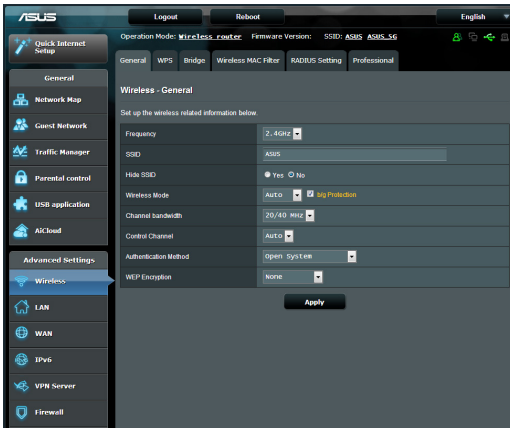 ASUS
Logout
Reboot
English
Quick Internet Setup
Operation Mode: Wireless router Firmware Version: SSID: ASUS ASUS_5G
General
WPS
Bridge
Wireless MAC Filter
RADIUS Setting
Professional
General
Network Map
Guest Network
Traffic Manager
Parental control
USB application
AiCloud
Advanced Settings
Wireless
LAN
WAN
IPv6
VPN Server
Firewall
Wireless - General
Set up the wireless related information below.
Frequency 2.4GHz
SSID ASUS
Hide SSID Yes No
Wireless Mode Auto b/g Protection
Channel bandwidth 20/40 MHz
Control Channel Auto
Authentication Method Open System
WEP Encryption None
Apply